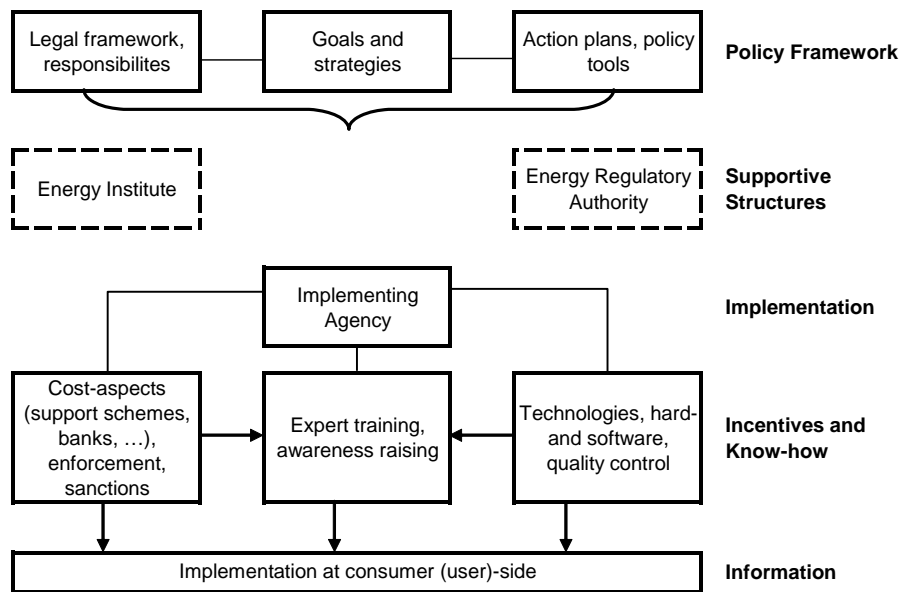 Legal framework,
responsibilites
Goals and
strategies
Action plans, policy
tools
Policy Framework
Energy Institute
Energy Regulatory
Authority
Supportive
Structures
Implementing
Agency
Implementation
Cost-aspects
(support schemes,
banks, …),
enforcement,
sanctions
Expert training,
awareness raising
Technologies, hard-
and software,
quality control
Incentives and
Know-how
Implementation at consumer (user)-side
Information